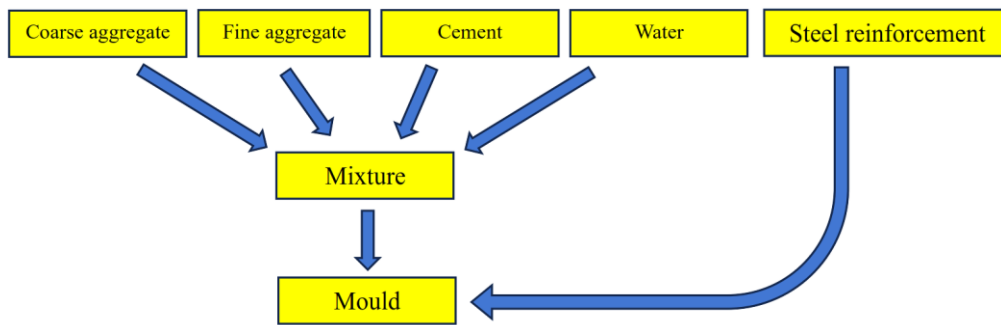 Coarse aggregate
Fine aggregate
Cement
Water
Steel reinforcement
Mixture
Mould